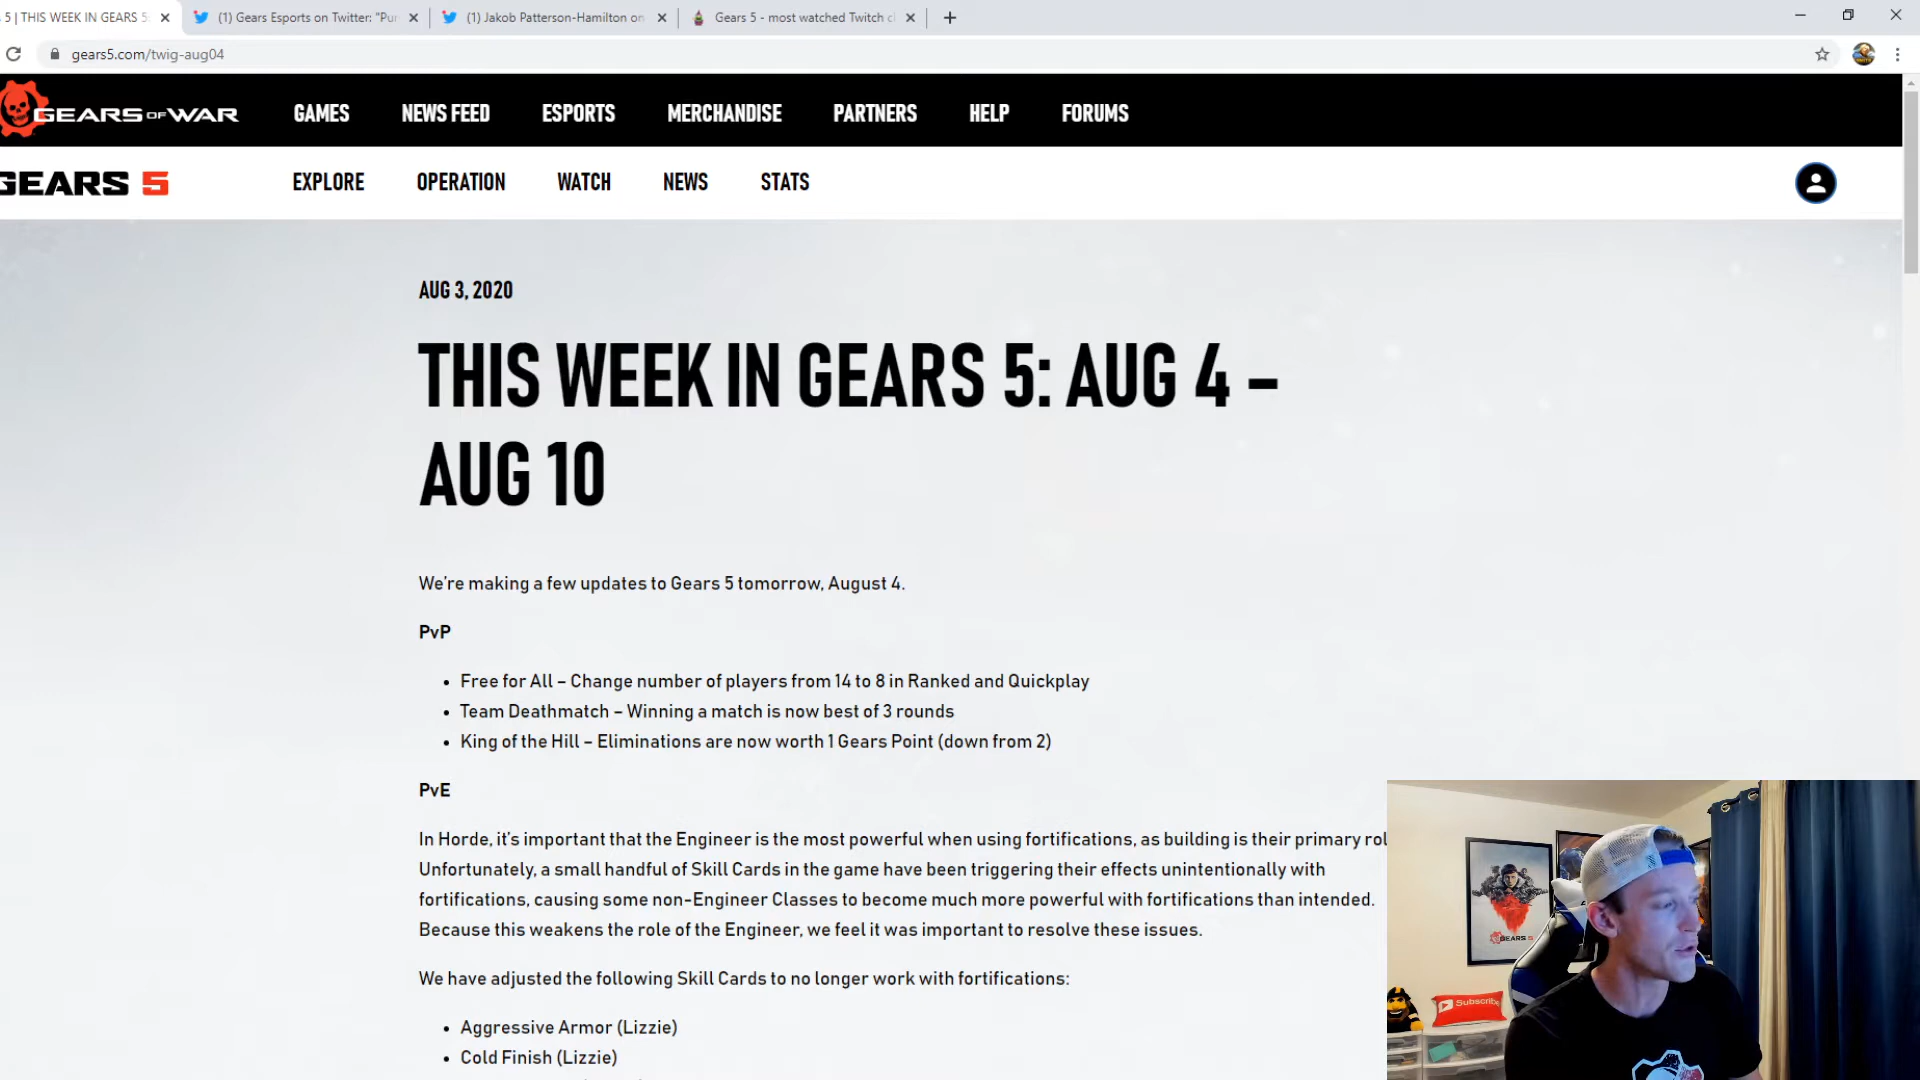 5 | THIS WEEK IN GEARS 5:
(1) Gears Esports on Twitter: "Pur
(1) Jakob Patterson-Hamilton on
Gears 5 - most watched Twitch c
gears5.com/twig-aug04
GEARS OF WAR
GAMES
NEWS FEED
ESPORTS
MERCHANDISE
PARTNERS
HELP
FORUMS
GEARS 5
EXPLORE
OPERATION
WATCH
NEWS
STATS
AUG 3, 2020
THIS WEEK IN GEARS 5: AUG 4 –
AUG 10
We're making a few updates to Gears 5 tomorrow, August 4.
PvP
• Free for All – Change number of players from 14 to 8 in Ranked and Quickplay
• Team Deathmatch – Winning a match is now best of 3 rounds
• King of the Hill – Eliminations are now worth 1 Gears Point (down from 2)
PvE
In Horde, it's important that the Engineer is the most powerful when using fortifications, as building is their primary rol
Unfortunately, a small handful of Skill Cards in the game have been triggering their effects unintentionally with
fortifications, causing some non-Engineer Classes to become much more powerful with fortifications than intended.
Because this weakens the role of the Engineer, we feel it was important to resolve these issues.
We have adjusted the following Skill Cards to no longer work with fortifications:
• Aggressive Armor (Lizzie)
• Cold Finish (Lizzie)
GEARS 5
Subscribe